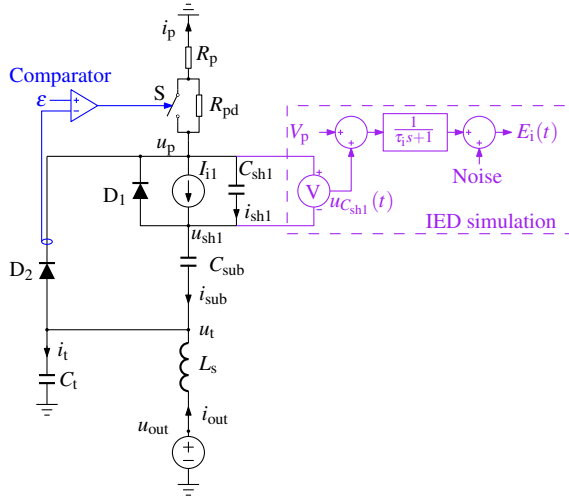 i_p
R_p
Comparator
ε
+
−
S
R_pd
u_p
D_1
I_i1
C_sh1
i_sh1
u_sh1
V_p
+
+
1/(τ_i s+1)
+
+
E_i(t)
Noise
+
V
−
u_Csh1(t)
IED simulation
D_2
C_sub
i_sub
u_t
i_t
C_t
L_s
u_out
i_out
+
−